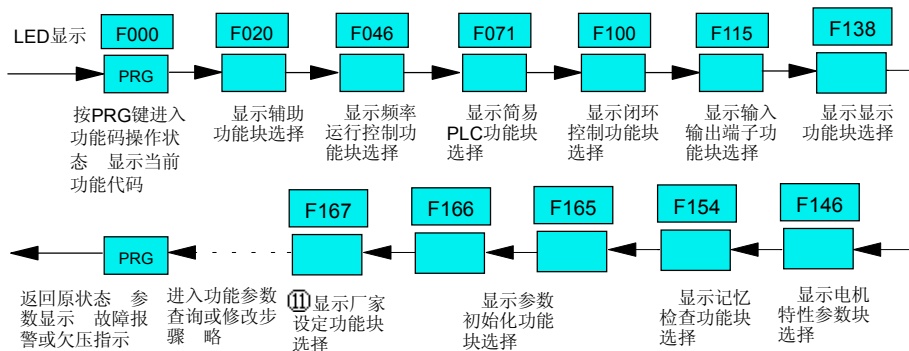 LED显示
F000
F020
F046
F071
F100
F115
F138
PRG
按PRG键进入
功能码操作状
态 显示当前
功能代码
显示辅助
功能块选择
显示频率
运行控制功
能块选择
显示简易
PLC功能块
选择
显示闭环
控制功能块
选择
显示输入
输出端子功
能块选择
显示显示
功能块选择
F167
F166
F165
F154
F146
PRG
返回原状态 参
数显示 故障报
警或欠压指示
进入功能参数
查询或修改步
骤 略
⑪显示厂家
设定功能块
选择
显示参数
初始化功能
块选择
显示记忆
检查功能块
选择
显示电机
特性参数块
选择